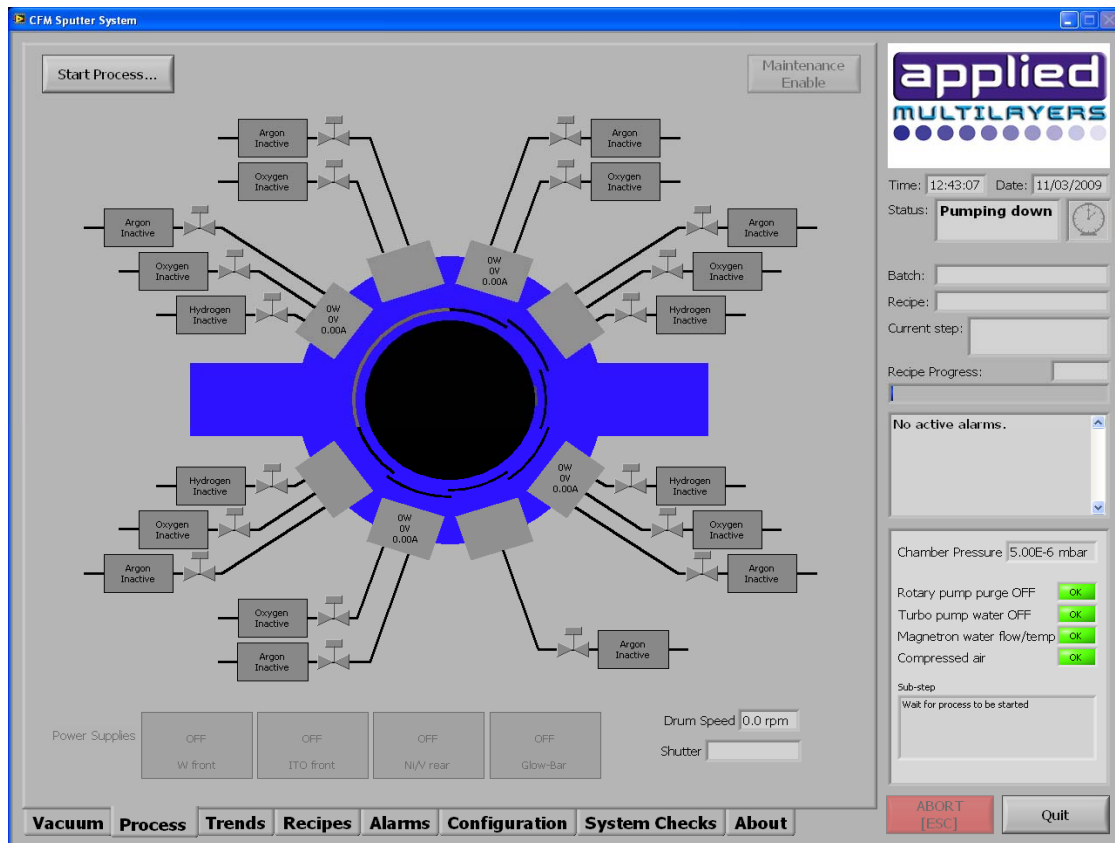 CFM Sputter System
Start Process...
Maintenance
Enable
Argon
Inactive
Oxygen
Inactive
Argon
Inactive
Oxygen
Inactive
Hydrogen
Inactive
Argon
Inactive
Oxygen
Inactive
Argon
Inactive
Oxygen
Inactive
Hydrogen
Inactive
0W
0V
0.00A
0W
0V
0.00A
Hydrogen
Inactive
Oxygen
Inactive
Argon
Inactive
Oxygen
Inactive
Argon
Inactive
0W
0V
0.00A
0W
0V
0.00A
Hydrogen
Inactive
Oxygen
Inactive
Argon
Inactive
Argon
Inactive
Power Supplies
OFF
W front
OFF
ITO front
OFF
Ni/V rear
OFF
Glow-Bar
Drum Speed 0.0 rpm
Shutter
Vacuum Process Trends Recipes Alarms Configuration System Checks About
applied
MULTILAYERS
Time: 12:43:07 Date: 11/03/2009
Status: Pumping down
Batch:
Recipe:
Current step:
Recipe Progress:
No active alarms.
Chamber Pressure 5.00E-6 mbar
Rotary pump purge OFF OK
Turbo pump water OFF OK
Magnetron water flow/temp OK
Compressed air OK
Sub-step
Wait for process to be started
ABORT
[ESC]
Quit